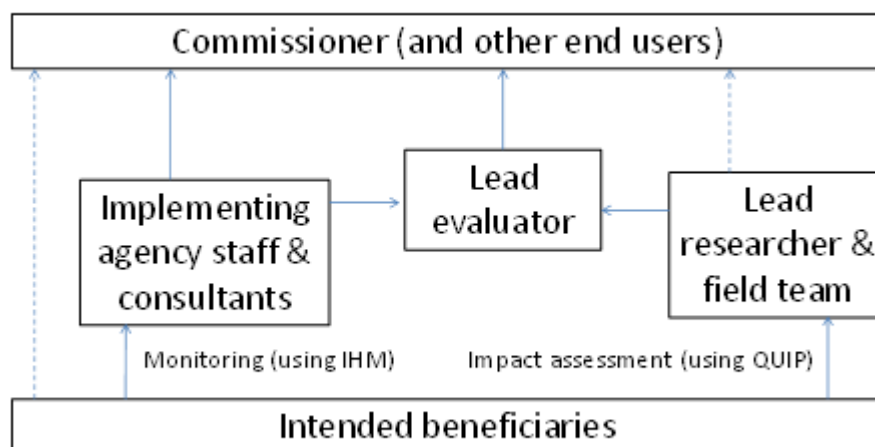 Commissioner (and other end users)
Implementing
agency staff &
consultants
Lead
evaluator
Lead
researcher &
field team
Monitoring (using IHM)
Impact assessment (using QUIP)
Intended beneficiaries